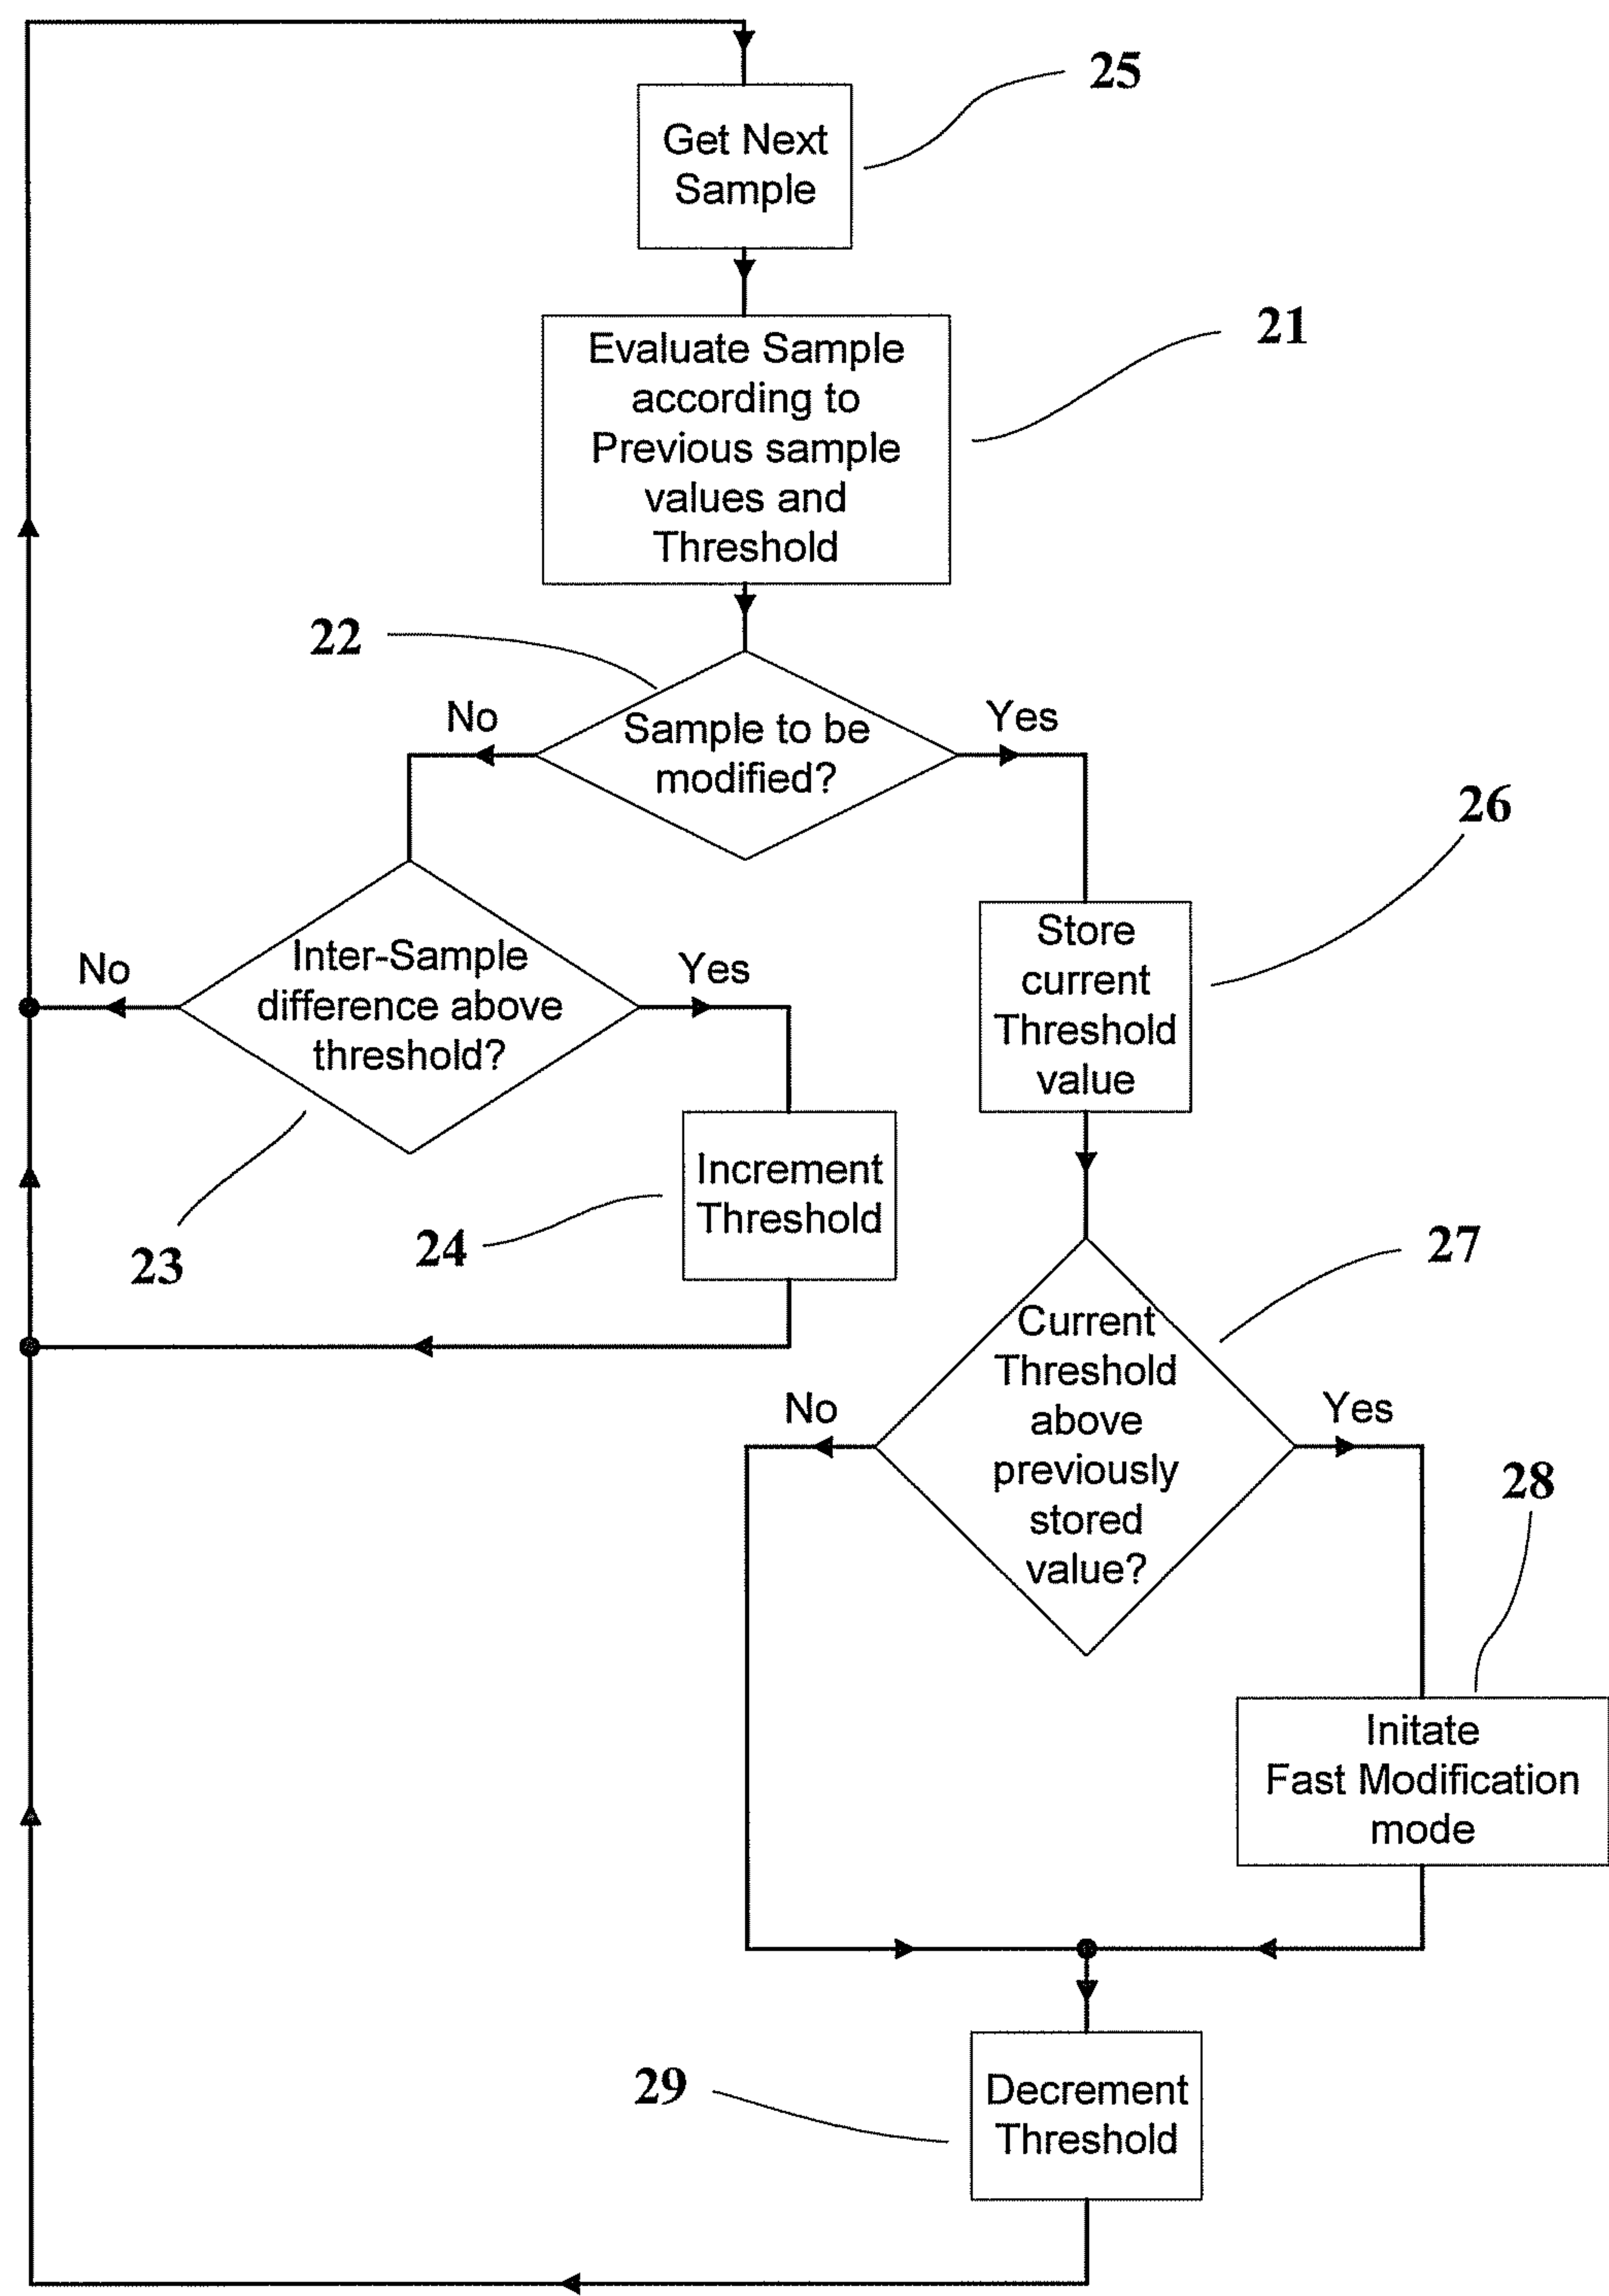 25
Get Next
Sample
21
Evaluate Sample
according to
Previous sample
values and
Threshold
22
No
Yes
Sample to be
modified?
26
Store
current
Threshold
value
No
Yes
Inter-Sample
difference above
threshold?
23
24
Increment
Threshold
27
Current
Threshold
above
previously
stored
value?
No
Yes
28
Initate
Fast Modification
mode
29
Decrement
Threshold